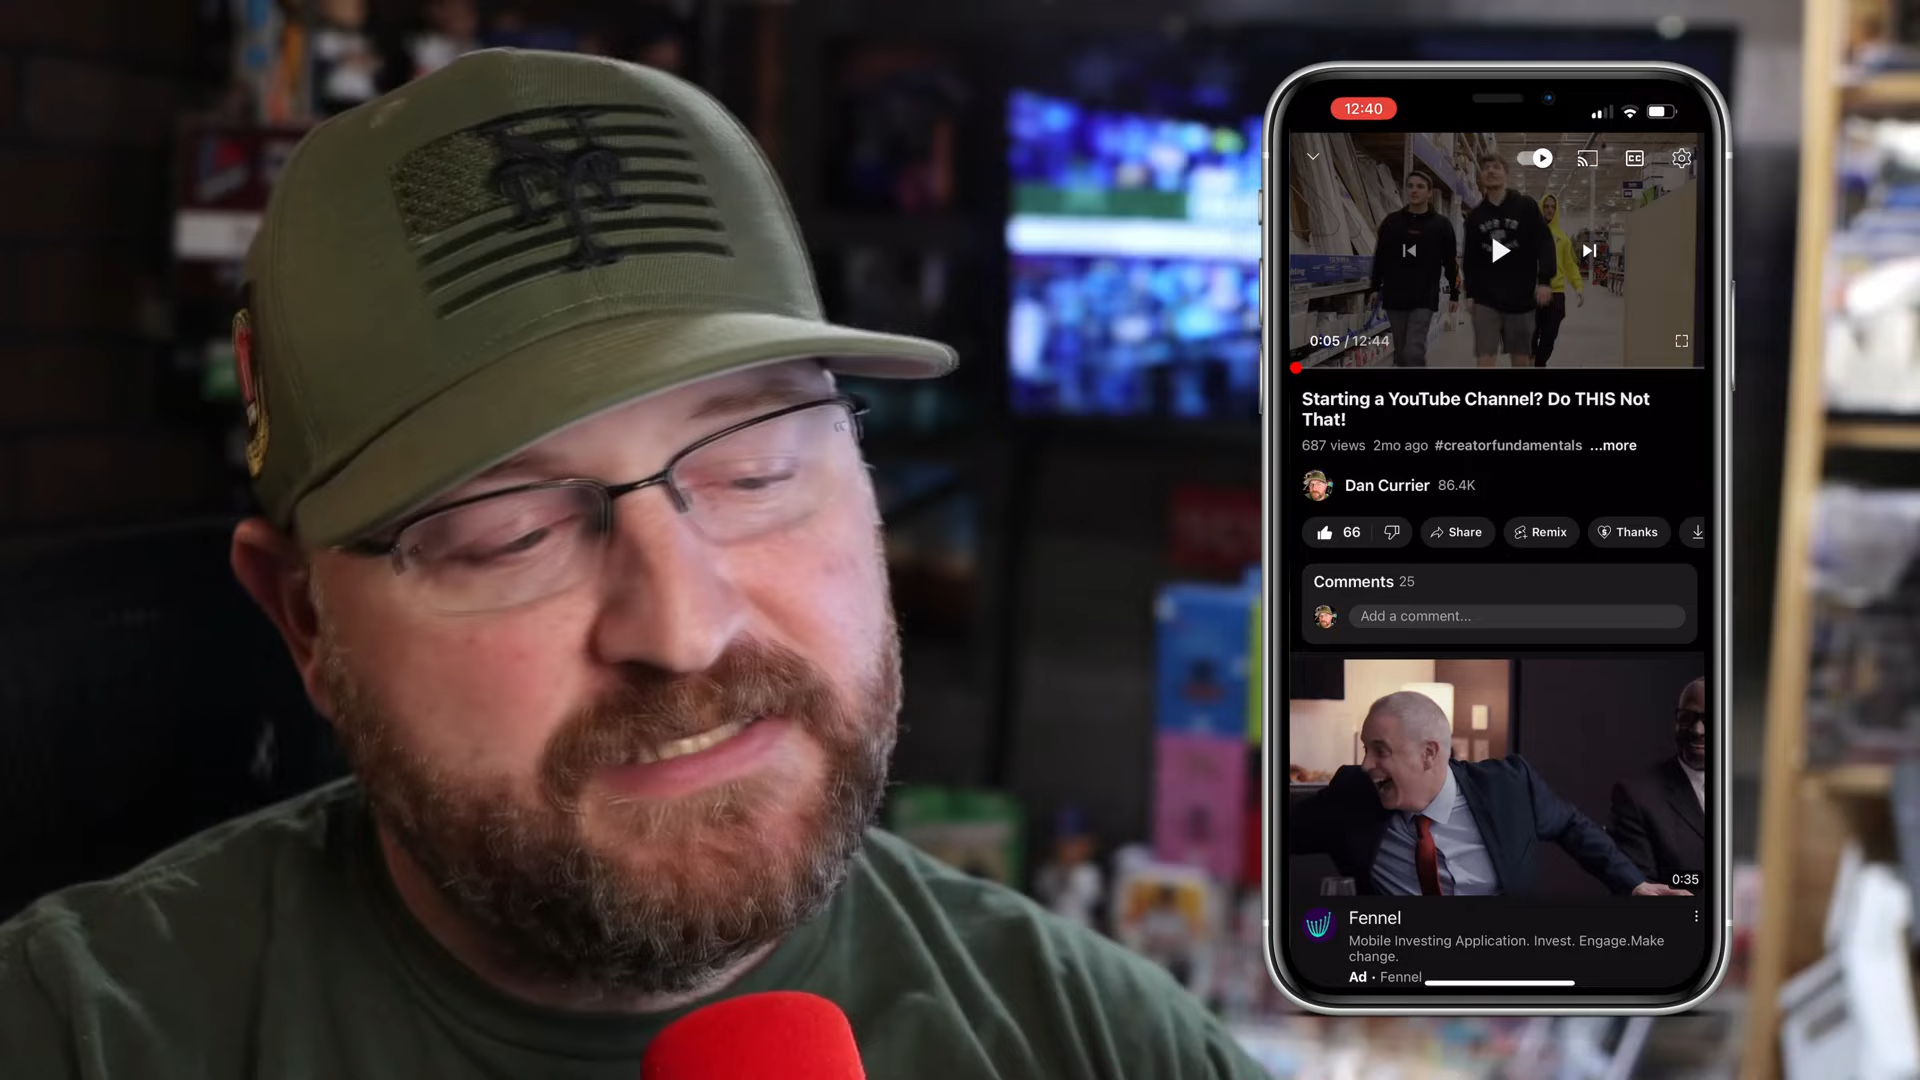 12:40
CC
0:05 / 12:44
Starting a YouTube Channel? Do THIS Not
That!
687 views 2mo ago #creatorfundamentals ...more
Dan Currier 86.4K
66
Share
Remix
Thanks
Comments 25
Add a comment...
0:35
Fennel
Mobile Investing Application. Invest. Engage.Make
change.
Ad · Fennel